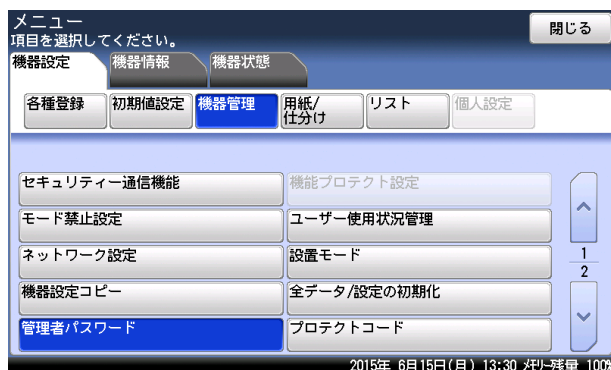 メニュー
項目を選択してください。
閉じる
機器設定 機器情報 機器状態
各種登録 初期値設定 機器管理 用紙/ リスト 個人設定
仕分け
セキュリティー通信機能 機能プロテクト設定
モード禁止設定 ユーザー使用状況管理
ネットワーク設定 設置モード
1
2
機器設定コピー 全データ/設定の初期化
管理者パスワード プロテクトコード
2015年 6月15日(月) 13:30 メモリー残量 100%